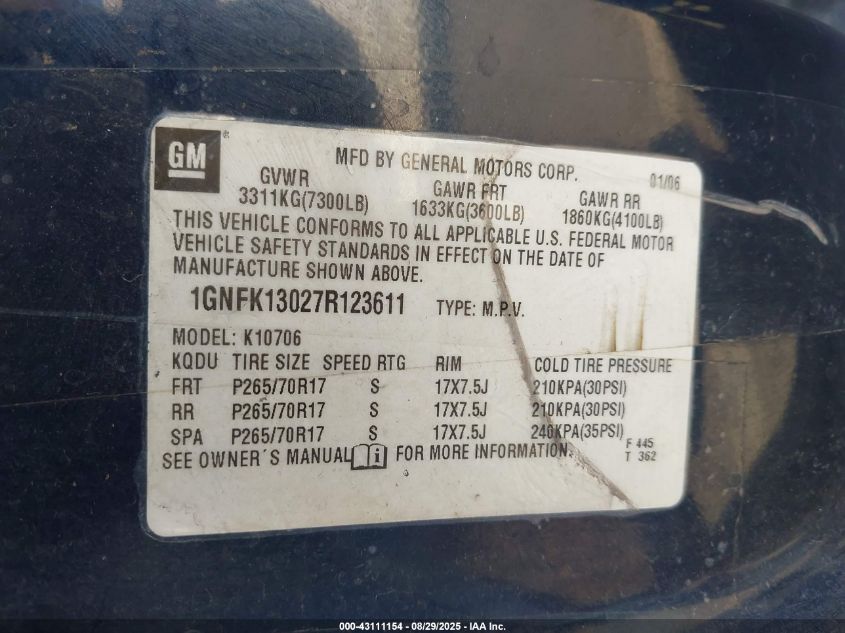 GM
MFD BY GENERAL MOTORS CORP. 01/06
GVWR GAWR FRT GAWR RR
3311KG(7300LB) 1633KG(3600LB) 1860KG(4100LB)
THIS VEHICLE CONFORMS TO ALL APPLICABLE U.S. FEDERAL MOTOR
VEHICLE SAFETY STANDARDS IN EFFECT ON THE DATE OF
MANUFACTURE SHOWN ABOVE.
1GNFK13027R123611 TYPE: M.P.V.
MODEL: K10706
KQDU TIRE SIZE SPEED RTG RIM COLD TIRE PRESSURE
FRT P265/70R17 S 17X7.5J 210KPA(30PSI)
RR P265/70R17 S 17X7.5J 210KPA(30PSI)
SPA P265/70R17 S 17X7.5J 240KPA(35PSI)
SEE OWNER´S MANUAL i FOR MORE INFORMATION.
F 445
T 362
000-43111154 - 08/29/2025 - IAA Inc.